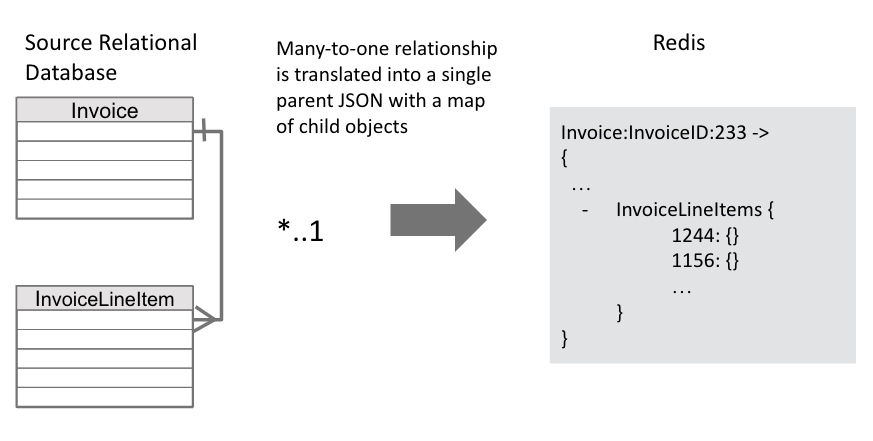 Source Relational
Database
Invoice
InvoiceLineItem
Many-to-one relationship
is translated into a single
parent JSON with a map
of child objects
*..1
Redis
Invoice:InvoiceID:233 ->
{
...
- InvoiceLineItems {
1244: {}
1156: {}
...
}
}